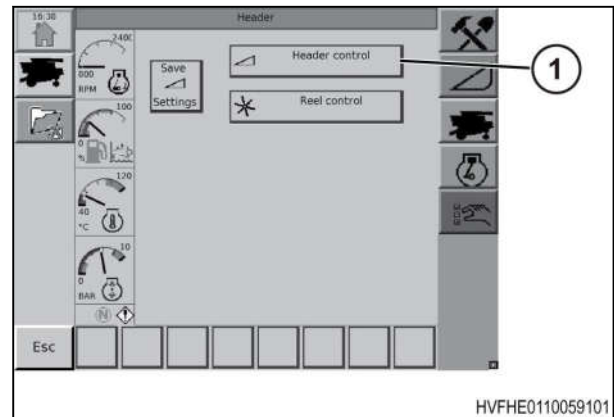 16:38
Header
2400
800
RPM
Save
Settings
Header control
1
Reel control
100
0
%
120
40
°C
10
0
BAR
N
Esc
HVFHE0110059101